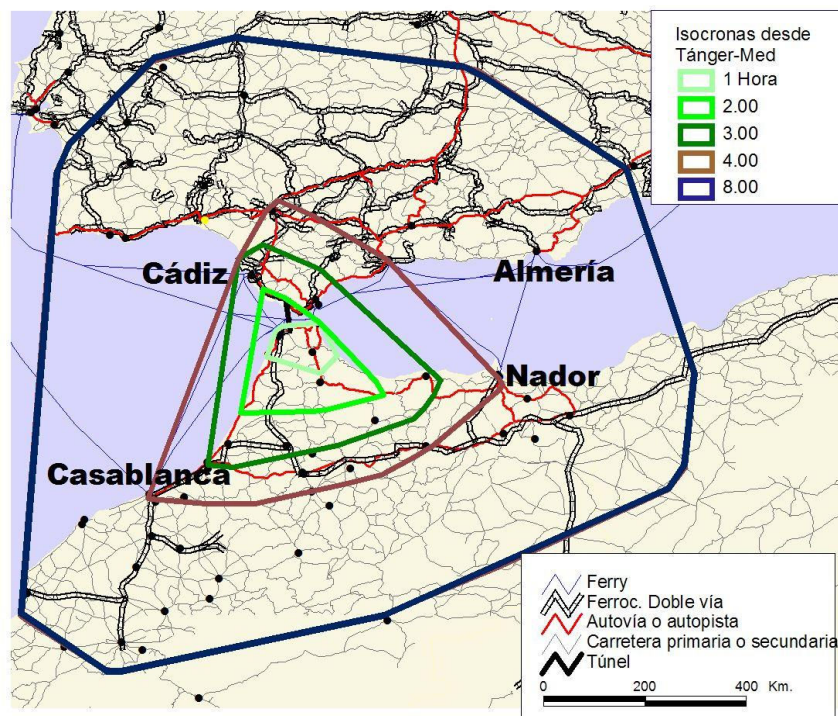 Isocronas desde
Tánger-Med
1 Hora
2.00
3.00
4.00
8.00
Cádiz
Almería
Nador
Casablanca
Ferry
Ferroc. Doble vía
Autovía o autopista
Carretera primaria o secundaria
Túnel
0 200 400 Km.